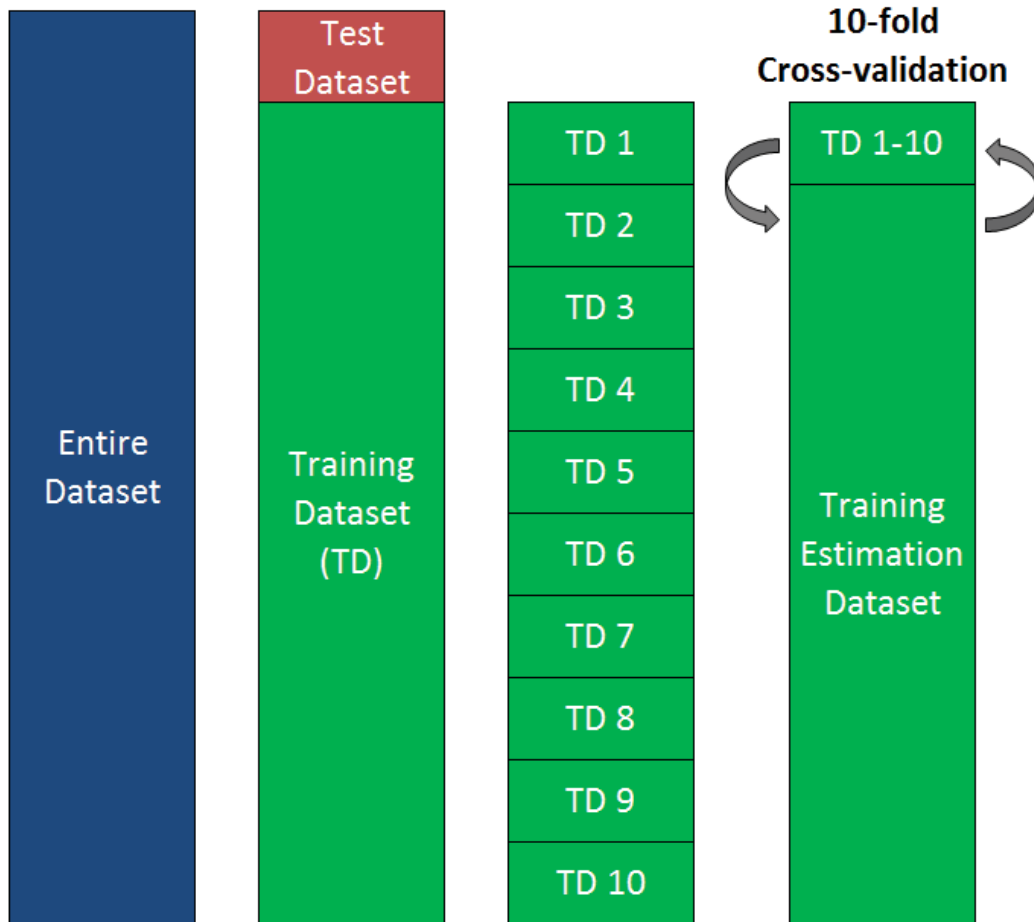 Entire
Dataset
Test
Dataset
Training
Dataset
(TD)
TD 1
TD 2
TD 3
TD 4
TD 5
TD 6
TD 7
TD 8
TD 9
TD 10
10-fold
Cross-validation
TD 1-10
Training
Estimation
Dataset